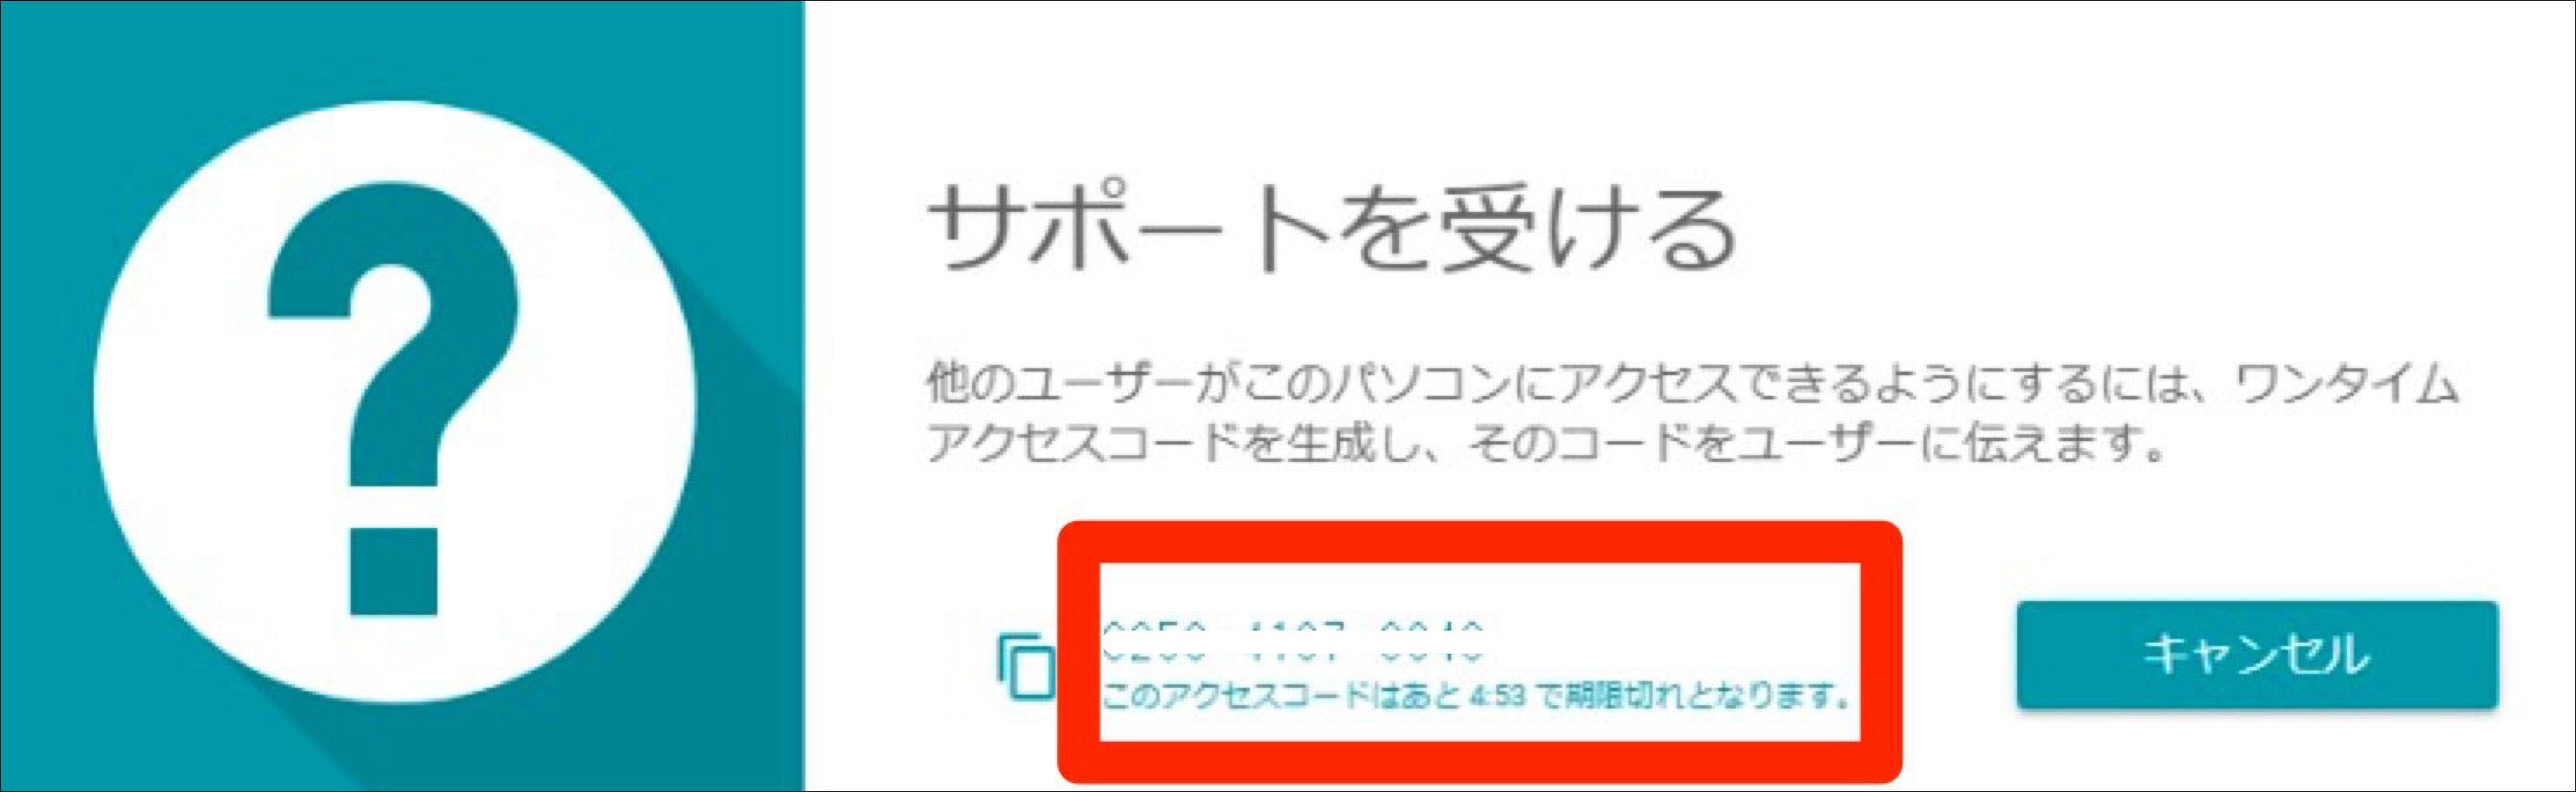 サポートを受ける
他のユーザーがこのパソコンにアクセスできるようにするには、ワンタイム
アクセスコードを生成し、そのコードをユーザーに伝えます。
このアクセスコードはあと 4:53 で期限切れとなります。
キャンセル